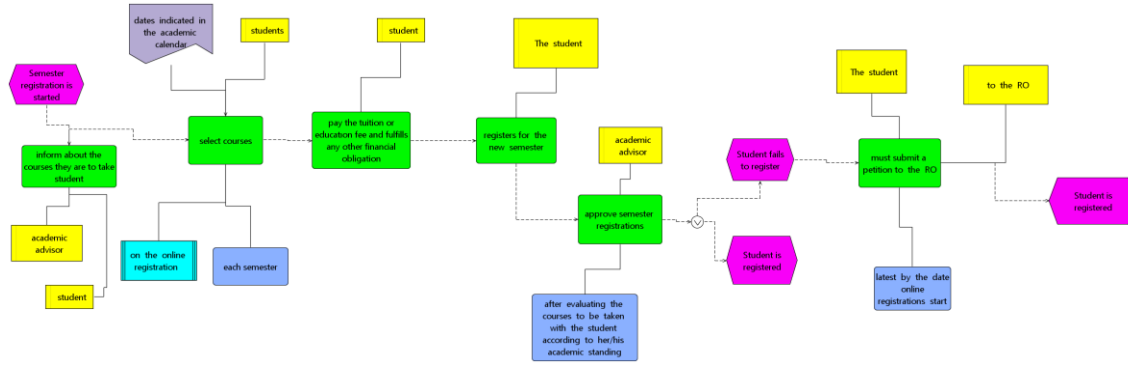 dates indicated in
the academic
calendar
students
student
The student
Semester
registration is
started
The student
to the RO
inform about the
courses they are to take
student
select courses
pay the tuition or
education fee and fulfills
any other financial
obligation
registers for the
new semester
academic
advisor
Student fails
to register
must submit a
petition to the RO
Student is
registered
approve semester
registrations
academic
advisor
on the online
registration
each semester
Student is
registered
student
after evaluating the
courses to be taken
with the student
according to her/his
academic standing
latest by the date
online
registrations start